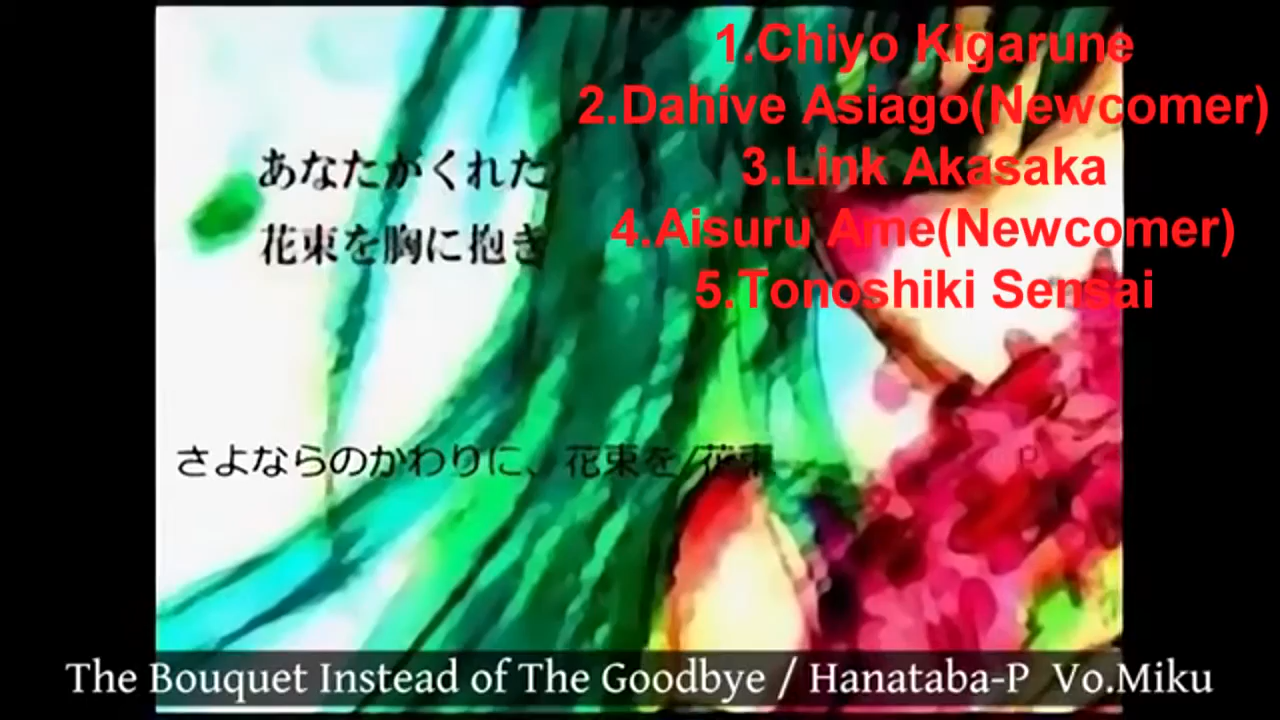 1.Chiyo Kigarune
2.Dahive Asiago(Newcomer)
3.Link Akasaka
4.Aisuru Ame(Newcomer)
5.Tonoshiki Sensai
あなたがくれた
花束を胸に抱き
さよならのかわりに、花束を/花束 P
The Bouquet Instead of The Goodbye / Hanataba-P Vo.Miku